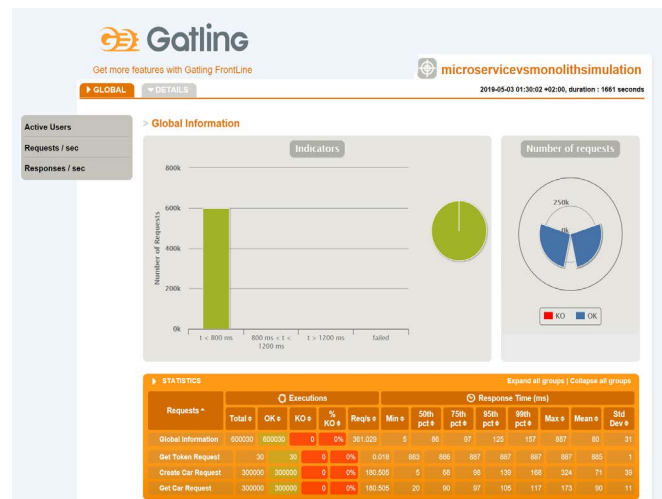 Gatling
Get more features with Gatling FrontLine
microservicevsmonolithsimulation
GLOBAL
DETAILS
2019-05-03 01:30:02 +02:00, duration : 1661 seconds
Active Users
Requests / sec
Responses / sec
> Global Information
Indicators
800k
600k
400k
200k
0k
Number of Requests
t < 800 ms
800 ms < t <
1200 ms
t > 1200 ms
failed
Number of requests
250k
0k
KO
OK
STATISTICS
Expand all groups | Collapse all groups
Requests
Executions
Response Time (ms)
Total OK KO % KO Req/s Min 50th pct 75th pct 95th pct 99th pct Max Mean Std Dev
Global Information 600030 600030 0 0% 361.029 5 86 97 125 157 887 80 31
Get Token Request 30 30 0 0% 0.018 883 886 887 887 887 887 885 1
Create Car Request 300000 300000 0 0% 180.505 5 66 98 139 168 324 71 39
Get Car Request 300000 300000 0 0% 180.505 20 90 97 105 117 173 90 11